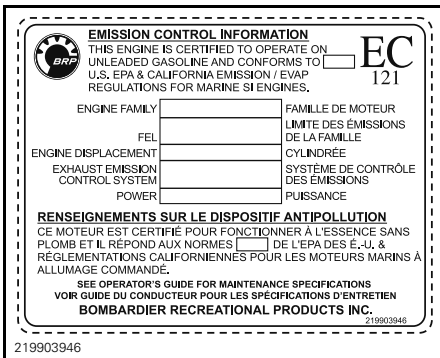 EMISSION CONTROL INFORMATION
THIS ENGINE IS CERTIFIED TO OPERATE ON
UNLEADED GASOLINE AND CONFORMS TO
U.S. EPA & CALIFORNIA EMISSION / EVAP
REGULATIONS FOR MARINE SI ENGINES.
BRP
EC
121
ENGINE FAMILY
FAMILLE DE MOTEUR
FEL
LIMITE DES ÉMISSIONS
DE LA FAMILLE
ENGINE DISPLACEMENT
CYLINDRÉE
EXHAUST EMISSION
CONTROL SYSTEM
SYSTÈME DE CONTRÔLE
DES ÉMISSIONS
POWER
PUISSANCE
RENSEIGNEMENTS SUR LE DISPOSITIF ANTIPOLLUTION
CE MOTEUR EST CERTIFIÉ POUR FONCTIONNER À L'ESSENCE SANS
PLOMB ET IL RÉPOND AUX NORMES DE L'EPA DES É.-U. &
RÉGLEMENTATIONS CALIFORNIENNES POUR LES MOTEURS MARINS À
ALLUMAGE COMMANDÉ.
SEE OPERATOR'S GUIDE FOR MAINTENANCE SPECIFICATIONS
VOIR GUIDE DU CONDUCTEUR POUR LES SPÉCIFICATIONS D'ENTRETIEN
BOMBARDIER RECREATIONAL PRODUCTS INC.
219903946
219903946